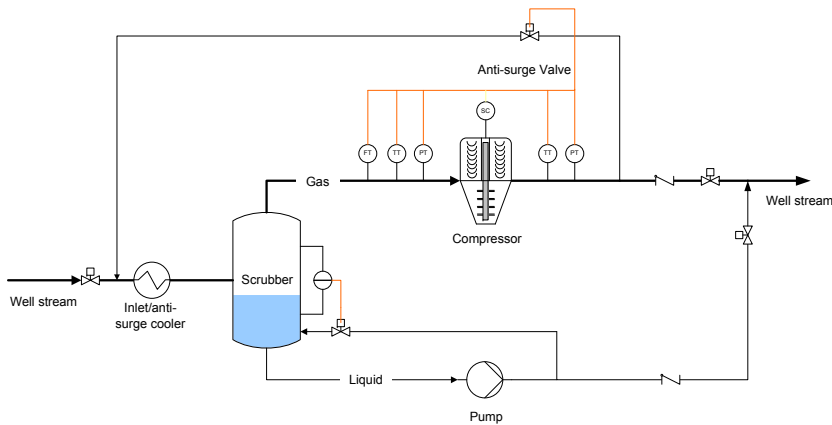 Anti-surge Valve
SC
FT
TT
PT
TT
PT
Gas
Well stream
Compressor
Scrubber
Well stream
Inlet/anti-
surge cooler
Liquid
Pump